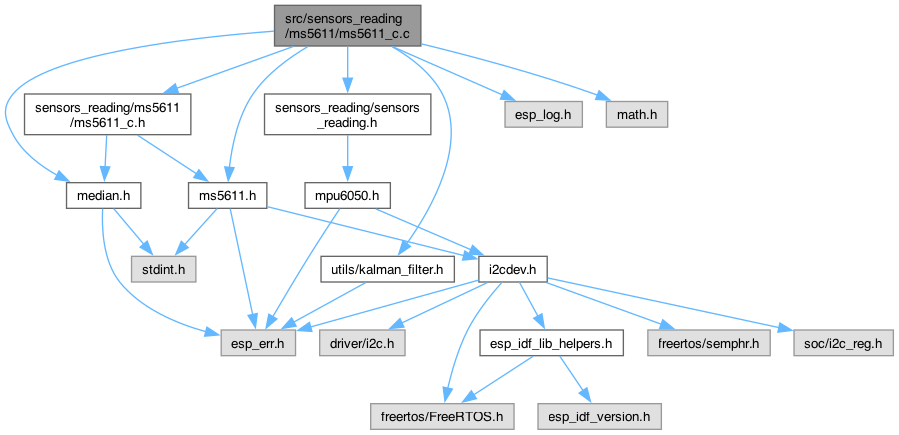 src/sensors_reading
/ms5611/ms5611_c.c
sensors_reading/ms5611
/ms5611_c.h
sensors_reading/sensors
_reading.h
esp_log.h
math.h
median.h
ms5611.h
mpu6050.h
stdint.h
utils/kalman_filter.h
i2cdev.h
esp_err.h
driver/i2c.h
esp_idf_lib_helpers.h
freertos/semphr.h
soc/i2c_reg.h
freertos/FreeRTOS.h
esp_idf_version.h